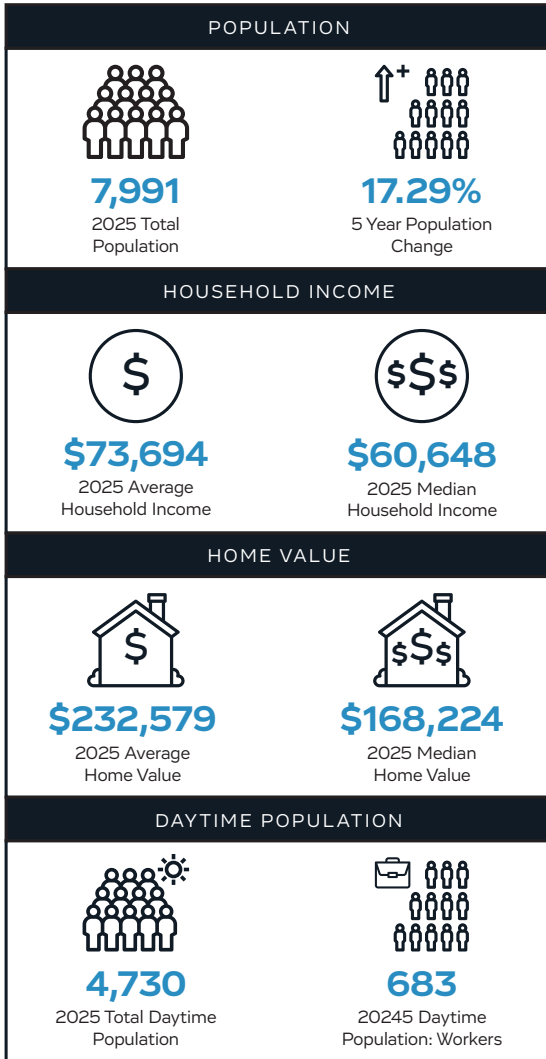 POPULATION
7,991
2025 Total
Population
17.29%
5 Year Population
Change
HOUSEHOLD INCOME
$
$73,694
2025 Average
Household Income
$$$
$60,648
2025 Median
Household Income
HOME VALUE
$
$232,579
2025 Average
Home Value
$$$
$168,224
2025 Median
Home Value
DAYTIME POPULATION
4,730
2025 Total Daytime
Population
683
20245 Daytime
Population: Workers